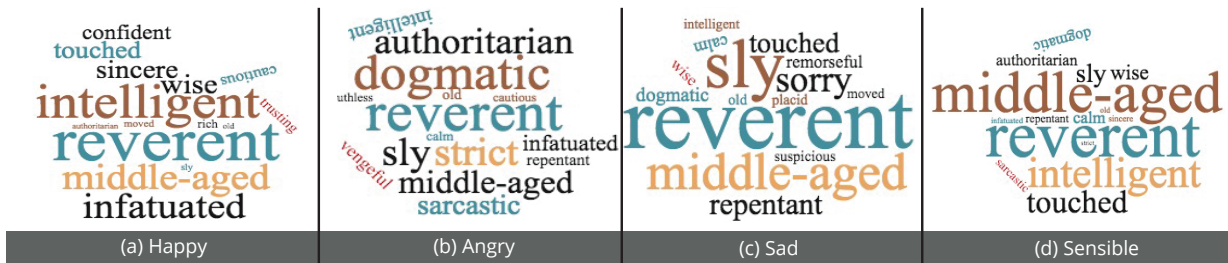 confident
touched
sincere
wise
cautious
intelligent
trusting
authoritarian
moved
rich
old
reverent
sly
middle-aged
infatuated
(a) Happy
intelligent
authoritarian
dogmatic
uthless
old
cautious
reverent
calm
infatuated
sly
strict
repentant
vengeful
middle-aged
sarcastic
(b) Angry
intelligent
calm
touched
wise
sly
remorseful
sorry
dogmatic
old
placid
moved
reverent
suspicious
middle-aged
repentant
(c) Sad
dogmatic
authoritarian
sly
wise
middle-aged
old
infatuated
repentant
calm
sincere
reverent
strict
sarcastic
intelligent
touched
(d) Sensible